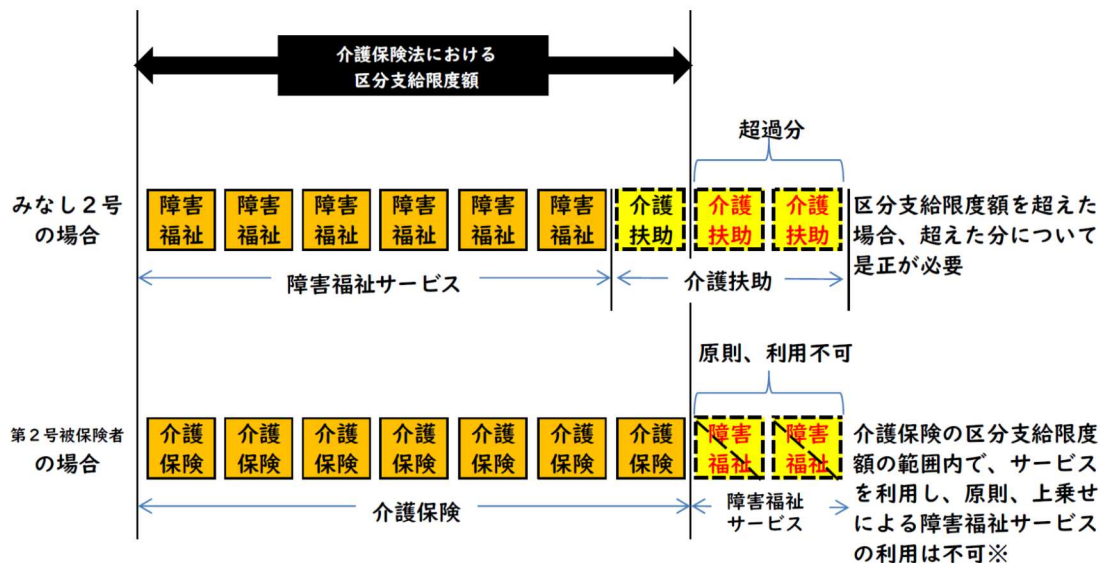 介護保険法における
区分支給限度額
超過分
みなし２号
の場合
障害
福祉
障害
福祉
障害
福祉
障害
福祉
障害
福祉
障害
福祉
介護
扶助
介護
扶助
介護
扶助
区分支給限度額を超えた
場合、超えた分について
是正が必要
障害福祉サービス
介護扶助
原則、利用不可
第２号被保険者
の場合
介護
保険
介護
保険
介護
保険
介護
保険
介護
保険
介護
保険
介護
保険
障害
福祉
障害
福祉
介護保険の区分支給限度
額の範囲内で、サービス
を利用し、原則、上乗せ
による障害福祉サービス
の利用は不可※
介護保険
障害福祉
サービス